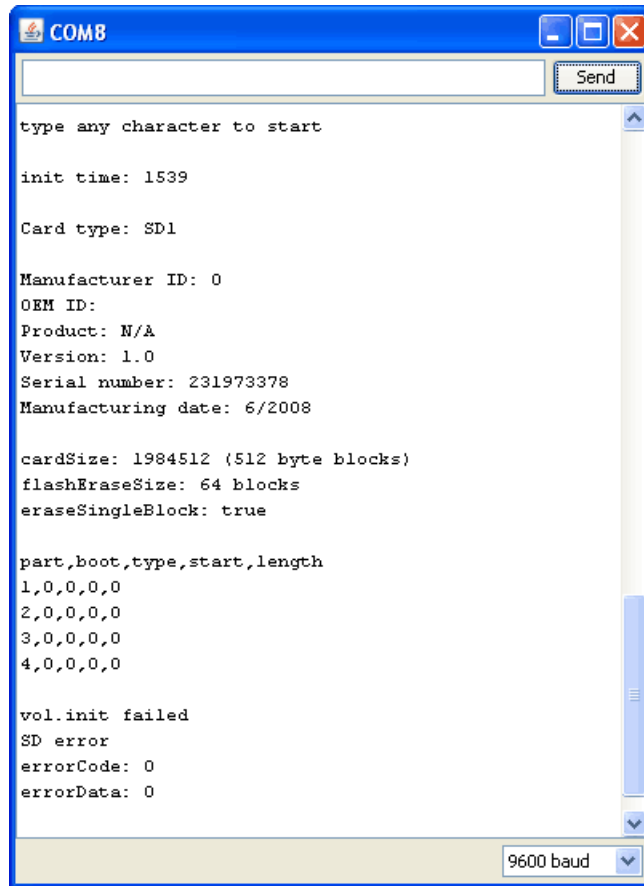 COM8
Send
type any character to start
init time: 1539
Card type: SD1
Manufacturer ID: 0
OEM ID:
Product: N/A
Version: 1.0
Serial number: 231973378
Manufacturing date: 6/2008
cardSize: 1984512 (512 byte blocks)
flashEraseSize: 64 blocks
eraseSingleBlock: true
part,boot,type,start,length
1,0,0,0,0
2,0,0,0,0
3,0,0,0,0
4,0,0,0,0
vol.init failed
SD error
errorCode: 0
errorData: 0
9600 baud